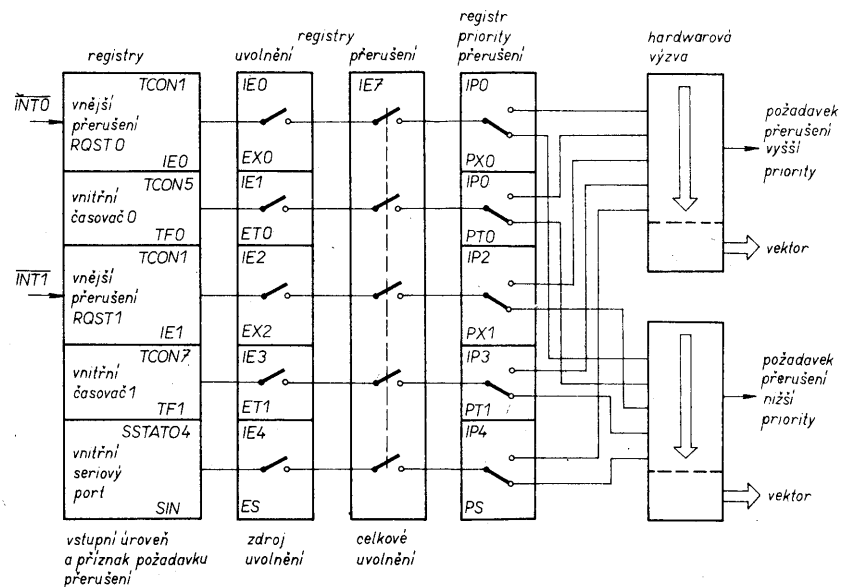 registry
uvolnění
registry
přerušení
registr
priority
přerušení
hardwarová
výzva
INT0
TCON1
vnější
přerušení
RQST0
IE0
TCON5
vnitřní
časovač 0
TF0
INT1
TCON1
vnější
přerušení
RQST1
IE1
TCON7
vnitřní
časovač 1
TF1
SSTATO4
vnitřní
seriový
port
SIN
IE0
EX0
IE1
ET0
IE2
EX2
IE3
ET1
IE4
ES
IE7
IP0
PX0
IP0
PT0
IP2
PX1
IP3
PT1
IP4
PS
požadavek
přerušení
vyšší
priority
vektor
požadavek
přerušení
nižší
priority
vektor
vstupní úroveň
a příznak požadavku
přerušení
zdroj
uvolnění
celkové
uvolnění